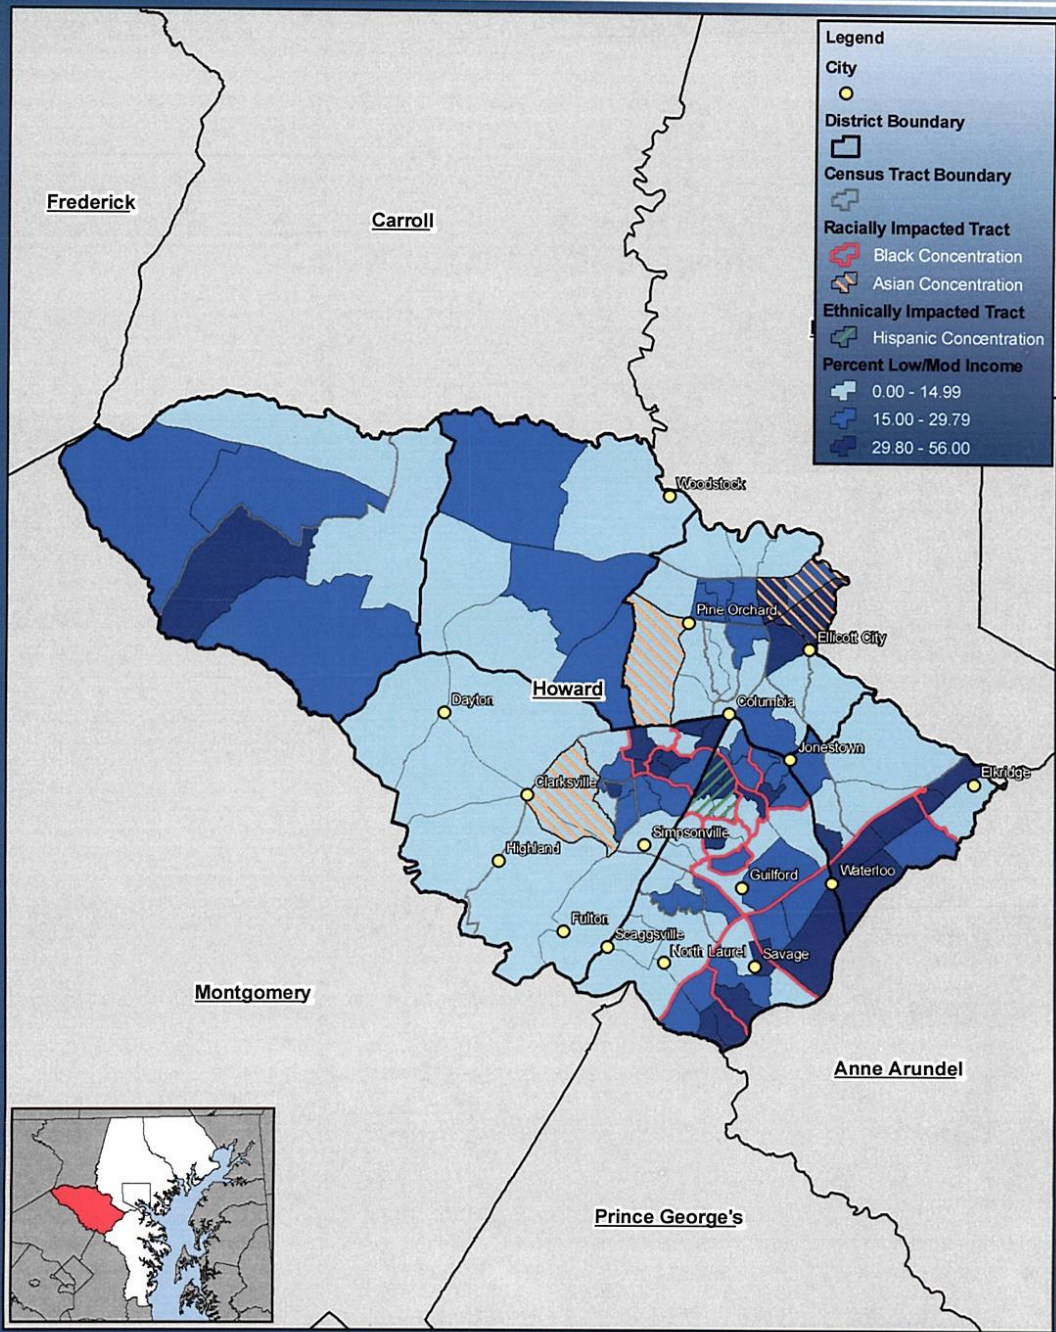 Legend
City
District Boundary
Census Tract Boundary
Racially Impacted Tract
Black Concentration
Asian Concentration
Ethnically Impacted Tract
Hispanic Concentration
Percent Low/Mod Income
0.00 - 14.99
15.00 - 29.79
29.80 - 56.00
Frederick
Carroll
Woodstock
Pine Orchard
Ellicott City
Howard
Dayton
Columbia
Jonestown
Elkridge
Clarksville
Simpsonville
Highland
Guilford
Waterloo
Fulton
Scaggsville
North Laurel
Savage
Montgomery
Anne Arundel
Prince George's